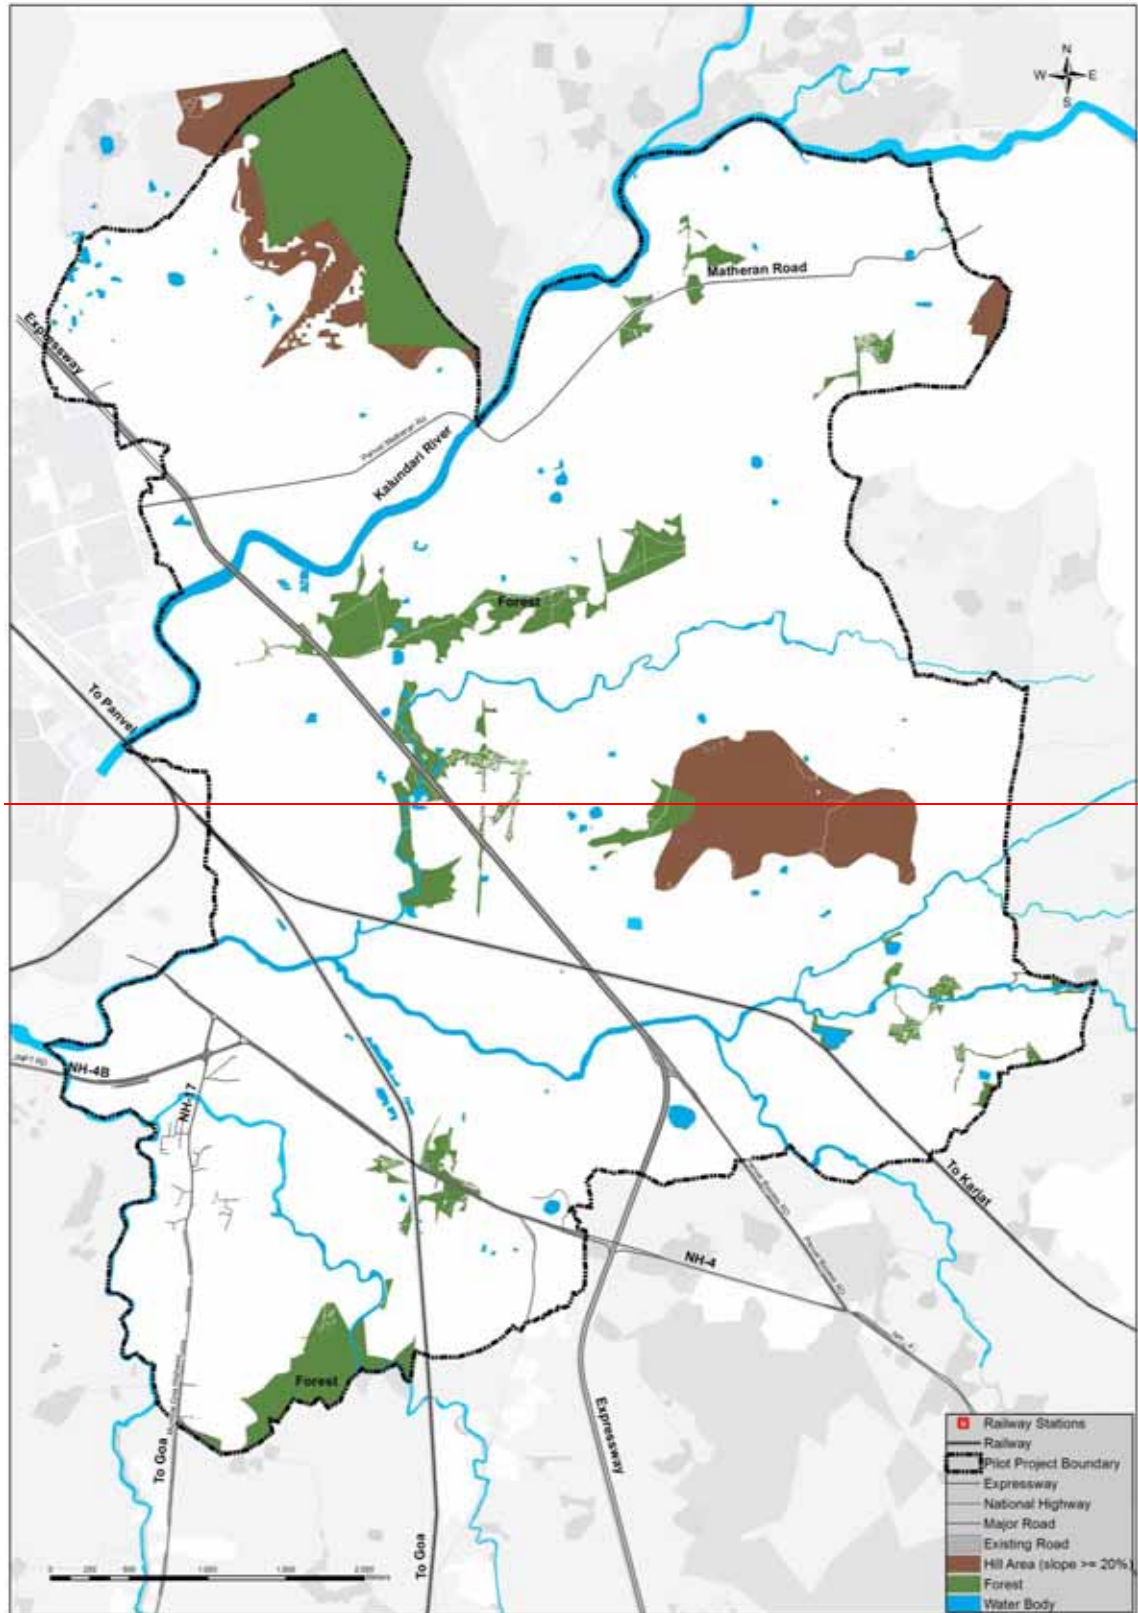 N
W E
S
Matheran Road
Expressway
Panvel Matheran Rd
Kalundari River
Forest
To Panvel
NH-4B
NH-17
To Karjat
NH-4
Forest
Expressway
To Goa
To Goa
Railway Stations
Railway
Pilot Project Boundary
Expressway
National Highway
Major Road
Existing Road
Hill Area (slope >= 20%)
Forest
Water Body